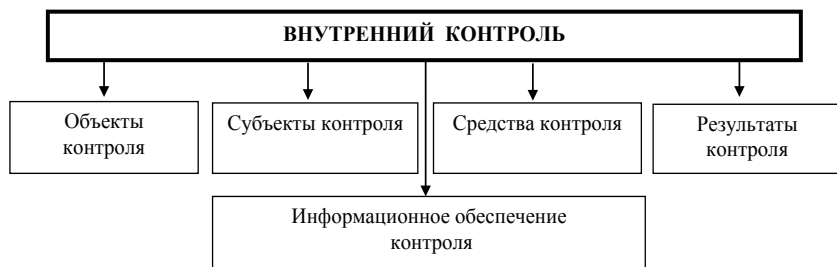 ВНУТРЕННИЙ КОНТРОЛЬ
Объекты
контроля
Субъекты контроля
Средства контроля
Результаты
контроля
Информационное обеспечение
контроля